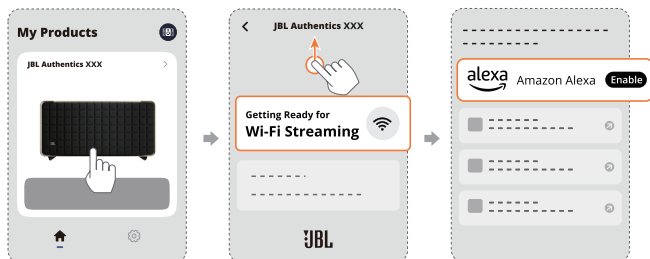 My Products
JBL Authentics XXX
JBL
JBL Authentics XXX
Getting Ready for
Wi-Fi Streaming
JBL
alexa Amazon Alexa Enable